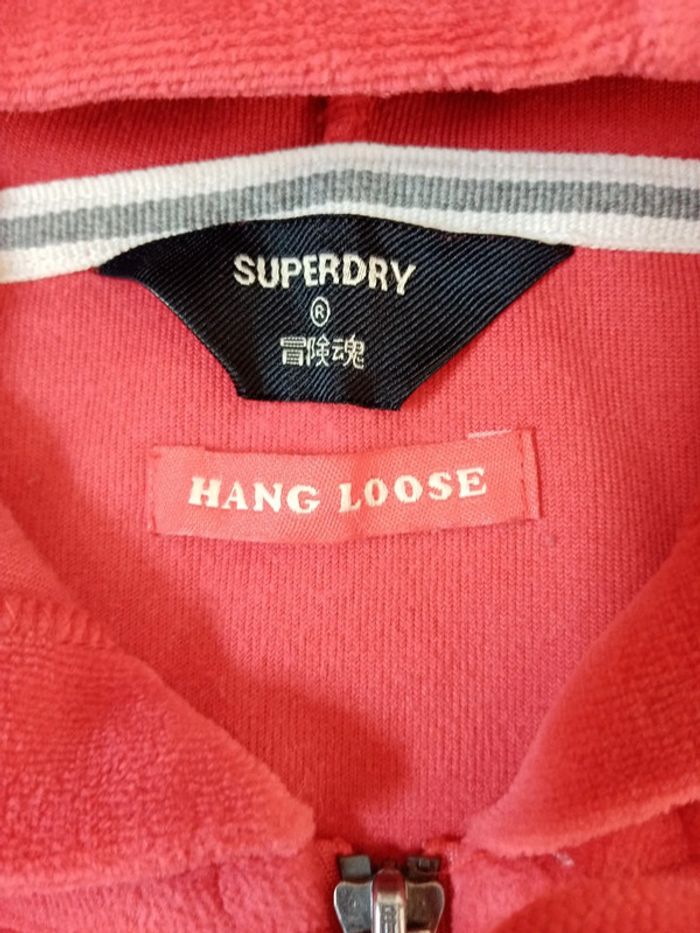 SUPERDRY
®
冒険魂
HANG LOOSE